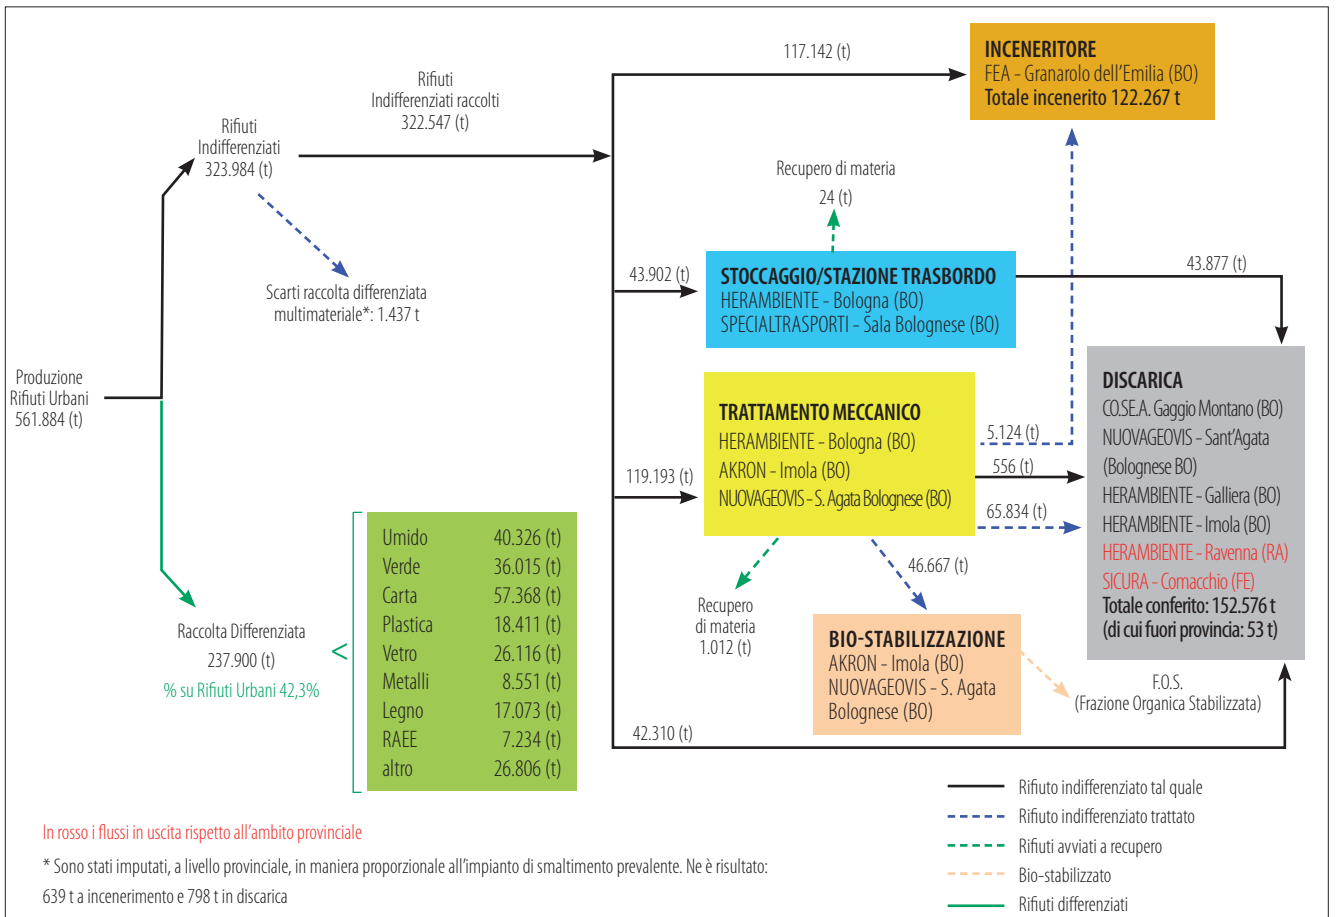 Produzione
Rifiuti Urbani
561.884 (t)
Rifiuti
Indifferenziati
323.984 (t)
Rifiuti
Indifferenziati raccolti
322.547 (t)
Scarti raccolta differenziata
multimateriale*: 1.437 t
Raccolta Differenziata
237.900 (t)
% su Rifiuti Urbani 42,3%
<
Umido 40.326 (t)
Verde 36.015 (t)
Carta 57.368 (t)
Plastica 18.411 (t)
Vetro 26.116 (t)
Metalli 8.551 (t)
Legno 17.073 (t)
RAEE 7.234 (t)
altro 26.806 (t)
117.142 (t)
INCENERITORE
FEA - Granarolo dell'Emilia (BO)
Totale incenerito 122.267 t
Recupero di materia
24 (t)
43.902 (t)
STOCCAGGIO/STAZIONE TRASBORDO
HERAMBIENTE - Bologna (BO)
SPECIALTRASPORTI - Sala Bolognese (BO)
43.877 (t)
119.193 (t)
TRATTAMENTO MECCANICO
HERAMBIENTE - Bologna (BO)
AKRON - Imola (BO)
NUOVAGEOVIS - S. Agata Bolognese (BO)
5.124 (t)
556 (t)
65.834 (t)
46.667 (t)
Recupero
di materia
1.012 (t)
BIO-STABILIZZAZIONE
AKRON - Imola (BO)
NUOVAGEOVIS - S. Agata
Bolognese (BO)
DISCARICA
CO.SE.A. Gaggio Montano (BO)
NUOVAGEOVIS - Sant'Agata
(Bolognese BO)
HERAMBIENTE - Galliera (BO)
HERAMBIENTE - Imola (BO)
HERAMBIENTE - Ravenna (RA)
SICURA - Comacchio (FE)
Totale conferito: 152.576 t
(di cui fuori provincia: 53 t)
F.O.S.
(Frazione Organica Stabilizzata)
42.310 (t)
Rifiuto indifferenziato tal quale
Rifiuto indifferenziato trattato
Rifiuti avviati a recupero
Bio-stabilizzato
Rifiuti differenziati
In rosso i flussi in uscita rispetto all'ambito provinciale
* Sono stati imputati, a livello provinciale, in maniera proporzionale all'impianto di smaltimento prevalente. Ne è risultato:
639 t a incenerimento e 798 t in discarica